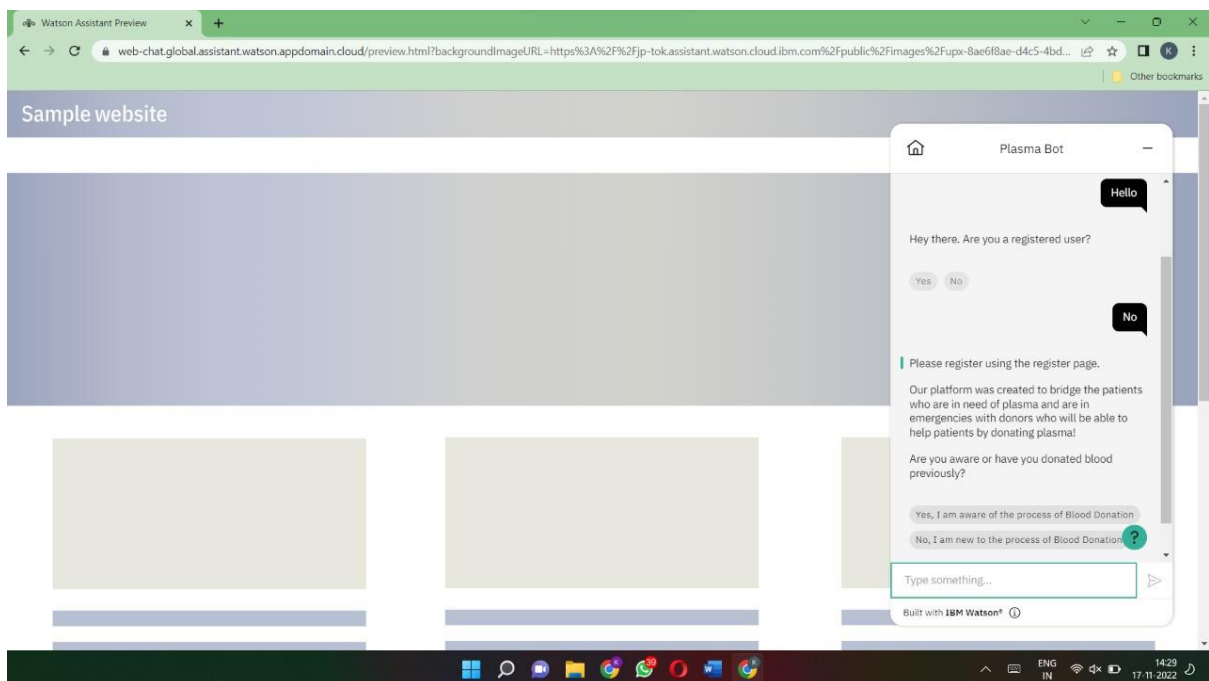 Watson Assistant Preview
web-chat.global.assistant.watson.appdomain.cloud/preview.html?backgroundImageURL=https%3A%2F%2Fjp-tok.assistant.watson.cloud.ibm.com%2Fpublic%2Fimages%2Fupx-8ae6f8ae-d4c5-4bd...
K
Other bookmarks
Sample website
Plasma Bot
Hello
Hey there. Are you a registered user?
Yes No
No
Please register using the register page.
Our platform was created to bridge the patients
who are in need of plasma and are in
emergencies with donors who will be able to
help patients by donating plasma!
Are you aware or have you donated blood
previously?
Yes, I am aware of the process of Blood Donation
No, I am new to the process of Blood Donation
?
Type something...
Built with IBM Watson®
39
ENG
IN
14:29
17-11-2022